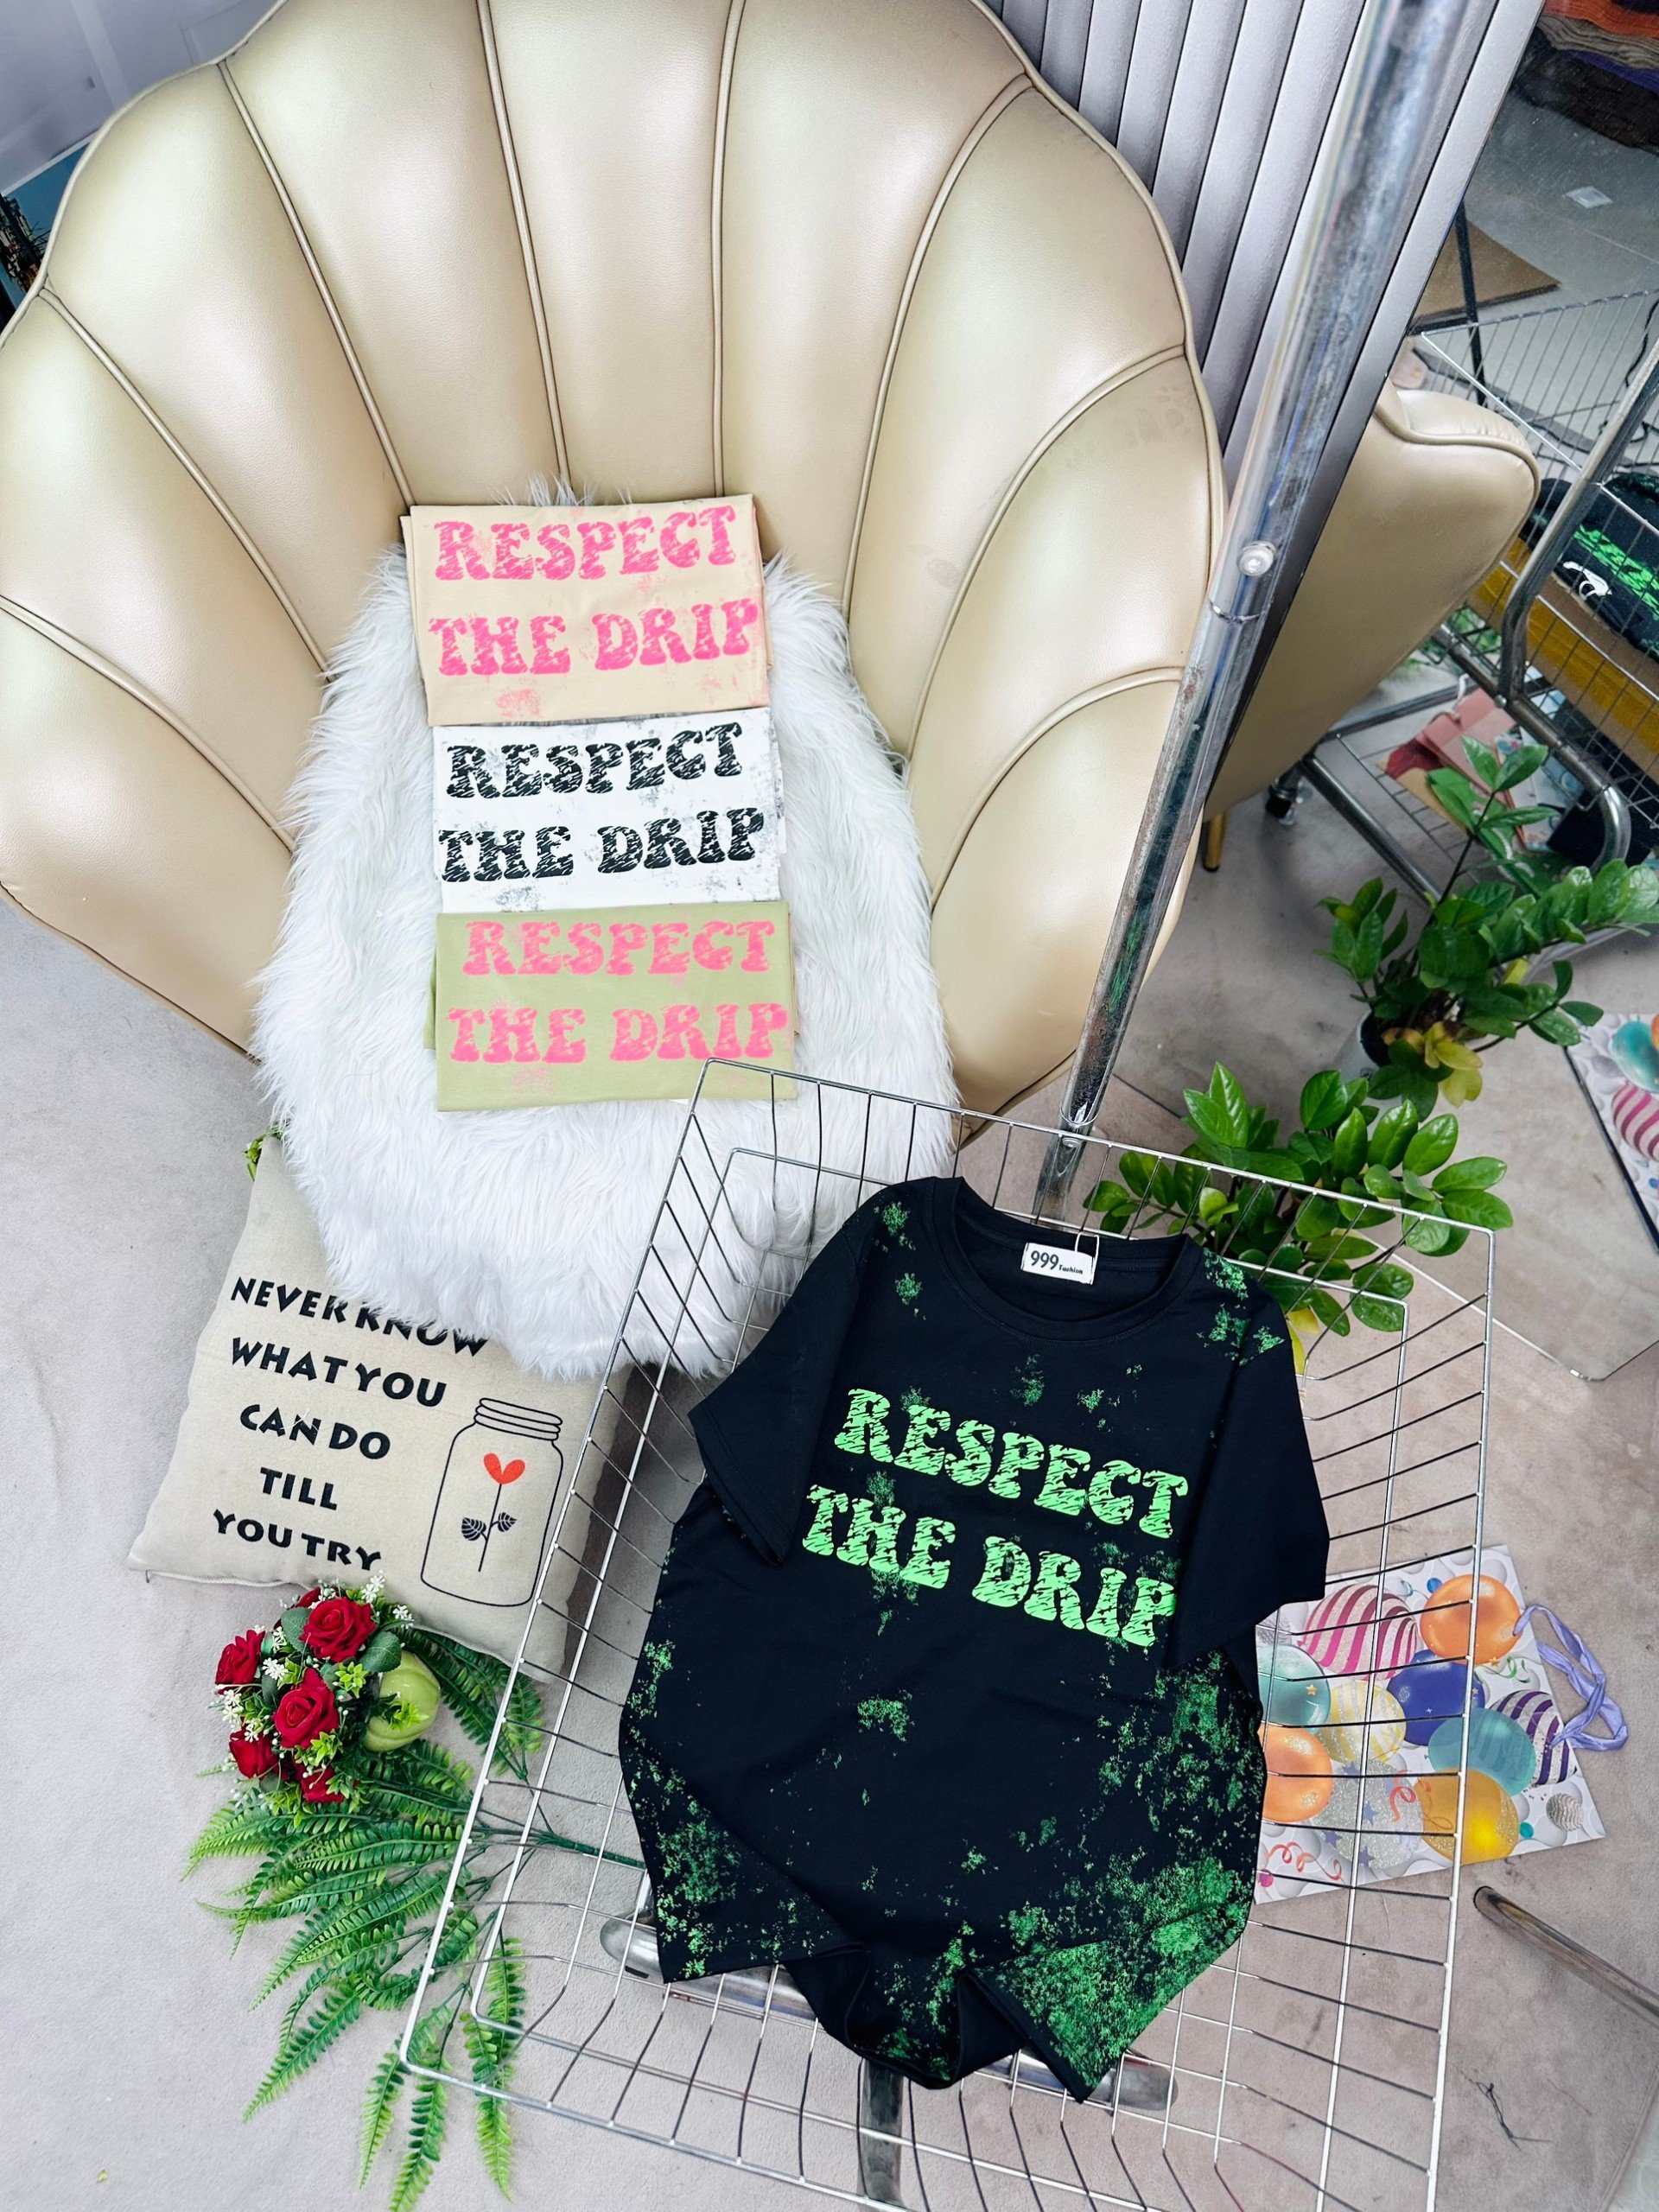 RESPECT
THE DRIP
RESPECT
THE DRIP
RESPECT
THE DRIP
NEVER KNOW
WHAT YOU
CAN DO
TILL
YOU TRY
999 Fashion
RESPECT
THE DRIP